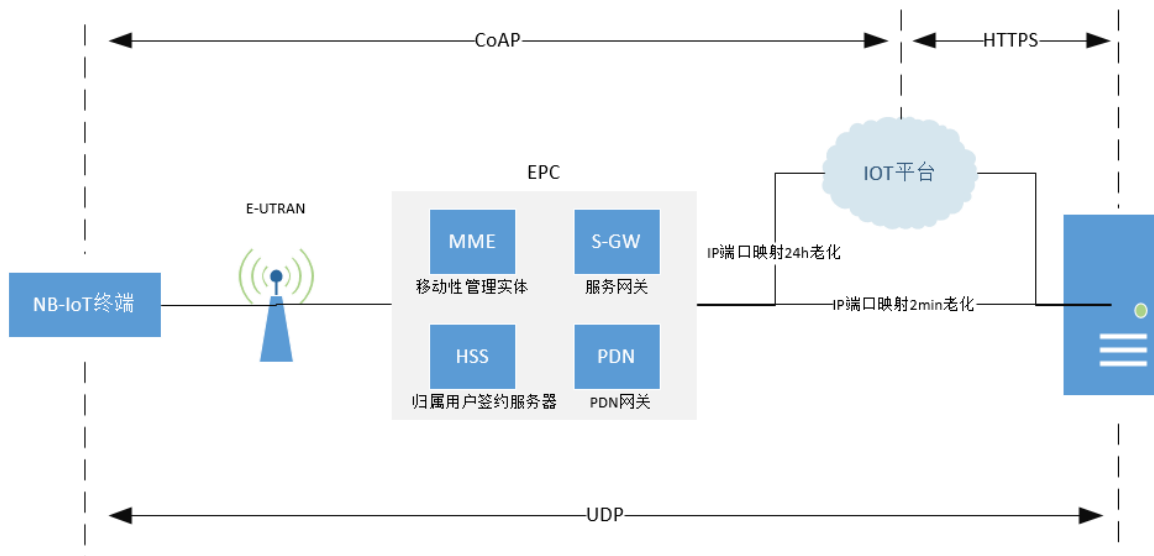 CoAP
HTTPS
IOT平台
EPC
E-UTRAN
MME
移动性管理实体
S-GW
服务网关
IP端口映射24h老化
NB-IoT终端
IP端口映射2min老化
HSS
归属用户签约服务器
PDN
PDN网关
UDP